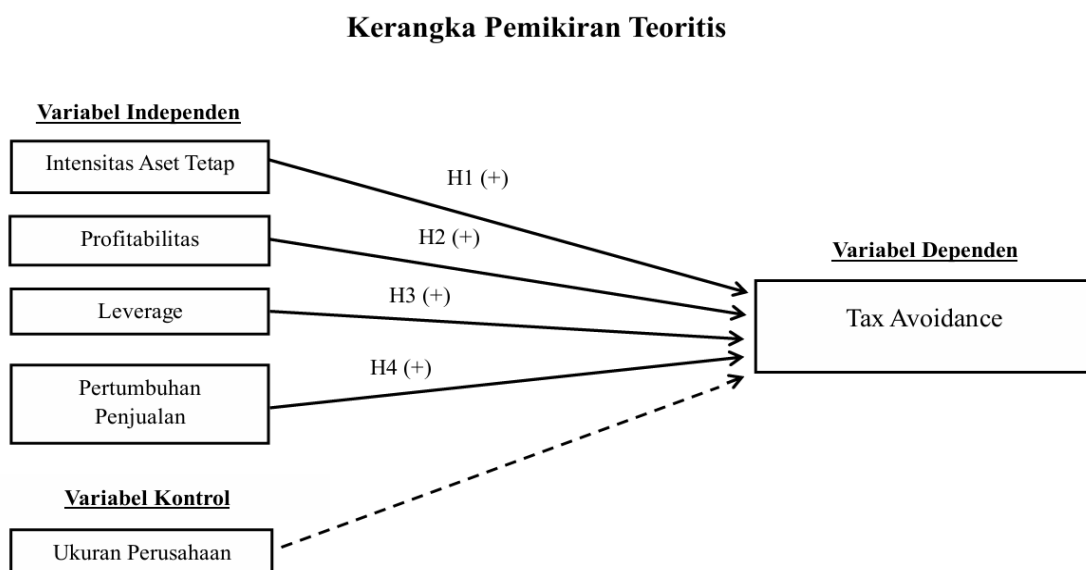 Kerangka Pemikiran Teoritis
Variabel Independen
Intensitas Aset Tetap
H1 (+)
Profitabilitas
H2 (+)
Variabel Dependen
Leverage
H3 (+)
Tax Avoidance
Pertumbuhan
Penjualan
H4 (+)
Variabel Kontrol
Ukuran Perusahaan